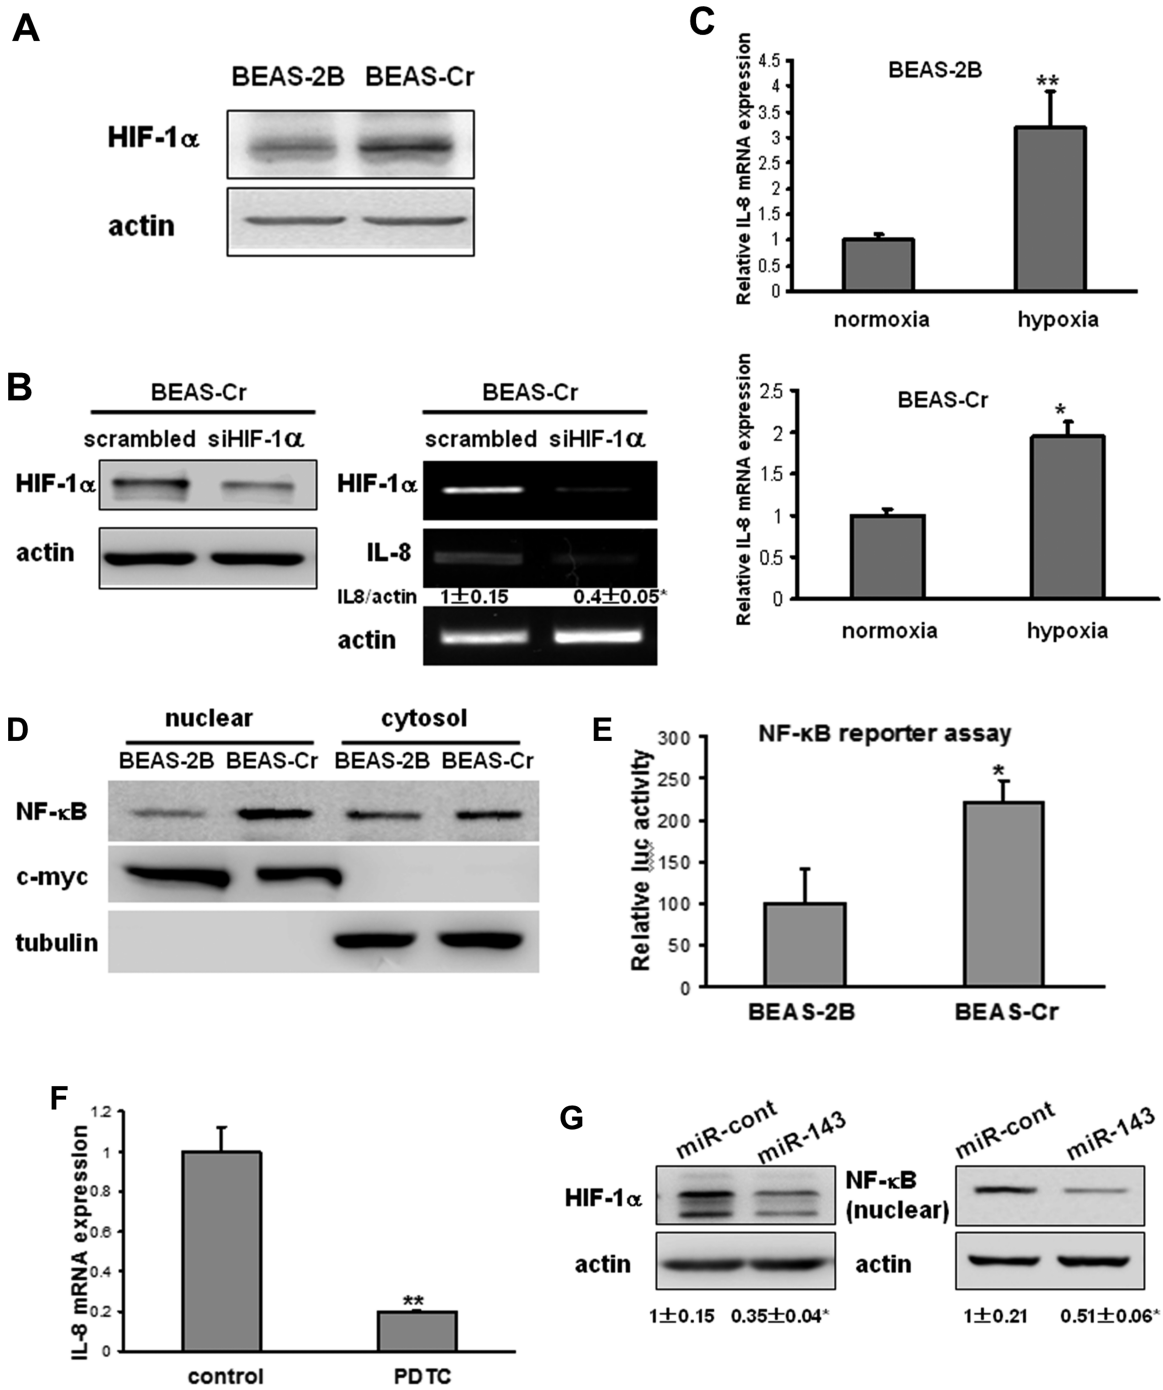 A
BEAS-2B BEAS-Cr
HIF-1α
actin
B
BEAS-Cr
scrambled siHIF-1α
HIF-1α
actin
BEAS-Cr
scrambled siHIF-1α
HIF-1α
IL-8
IL8/actin 1±0.15 0.4±0.05*
actin
C
Relative IL-8 mRNA expression
4.5
4
3.5
3
2.5
2
1.5
1
0.5
0
BEAS-2B
**
normoxia hypoxia
Relative IL-8 mRNA expression
2.5
2
1.5
1
0.5
0
BEAS-Cr
*
normoxia hypoxia
D
nuclear cytosol
BEAS-2B BEAS-Cr BEAS-2B BEAS-Cr
NF-κB
c-myc
tubulin
E
NF-κB reporter assay
Relative luc activity
300
250
200
150
100
50
0
*
BEAS-2B BEAS-Cr
F
IL-8 mRNA expression
1.2
1
0.8
0.6
0.4
0.2
0
**
control PDTC
G
miR-cont miR-143
HIF-1α
actin
1±0.15 0.35±0.04*
miR-cont miR-143
NF-κB
(nuclear)
actin
1±0.21 0.51±0.06*